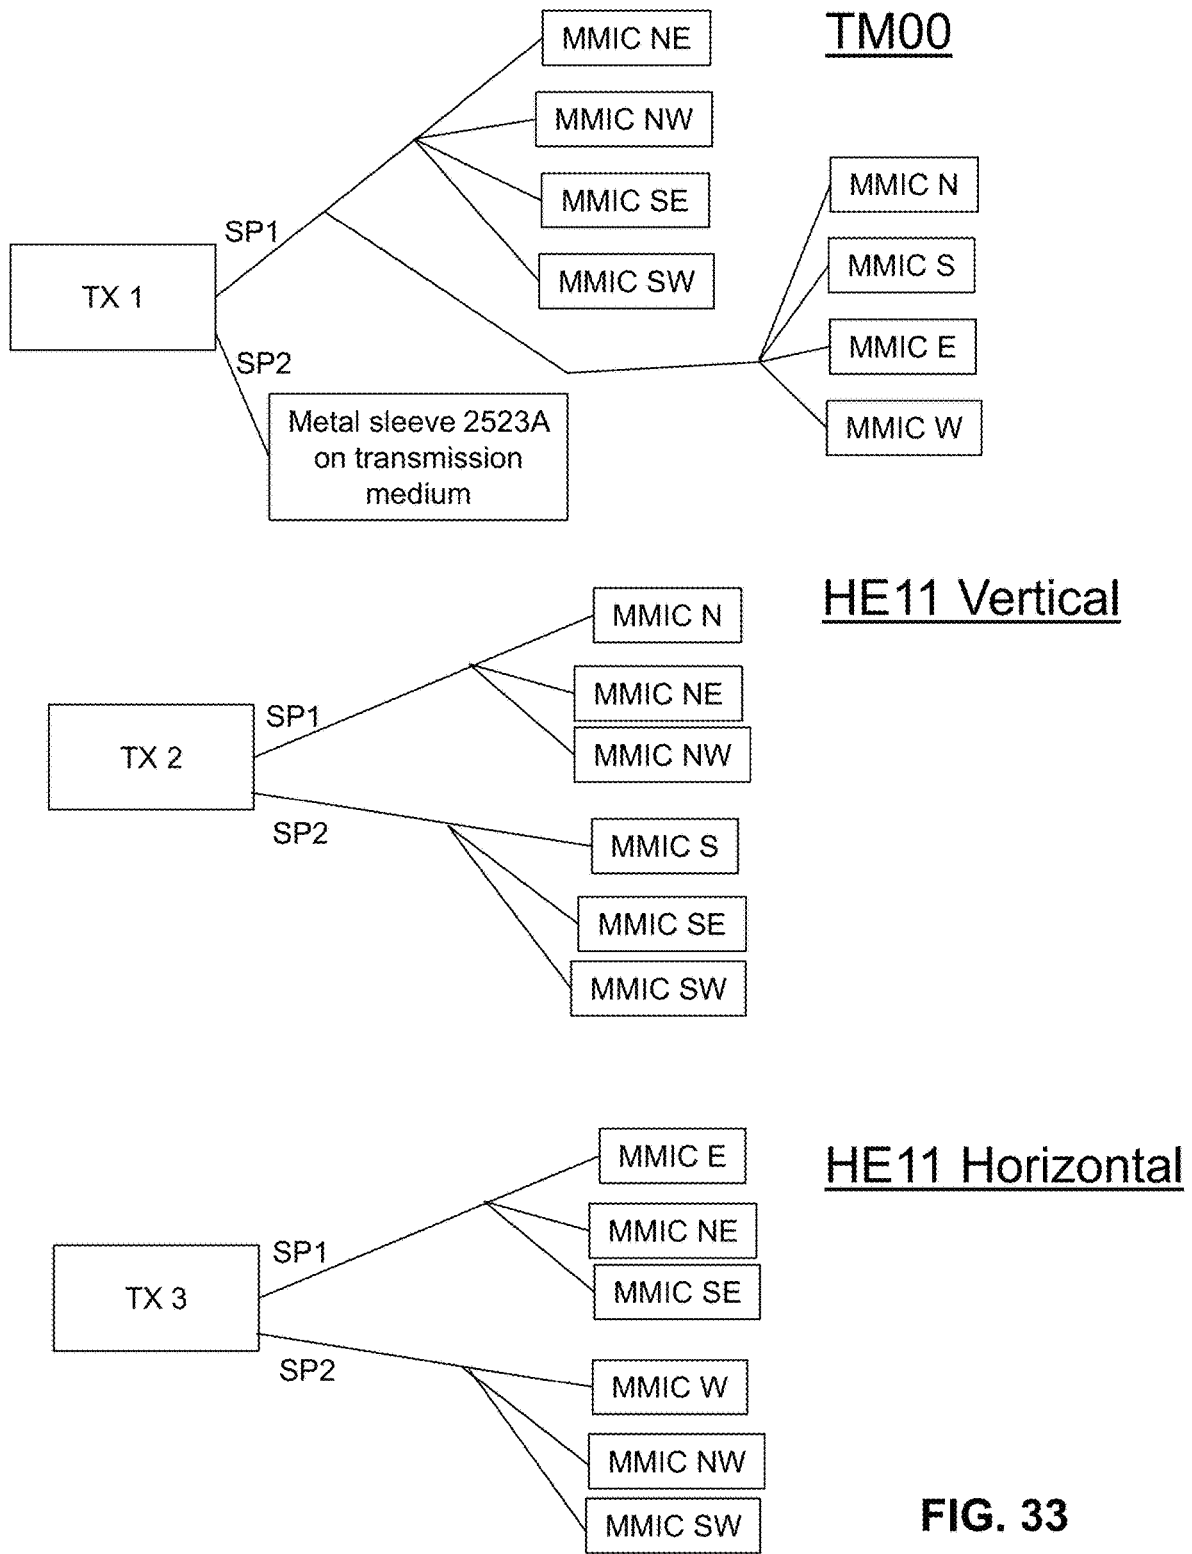 TM00
MMIC NE
MMIC NW
MMIC SE
MMIC SW
MMIC N
MMIC S
MMIC E
MMIC W
SP1
TX 1
SP2
Metal sleeve 2523A
on transmission
medium
HE11 Vertical
MMIC N
MMIC NE
MMIC NW
SP1
TX 2
SP2
MMIC S
MMIC SE
MMIC SW
HE11 Horizontal
MMIC E
MMIC NE
MMIC SE
SP1
TX 3
SP2
MMIC W
MMIC NW
MMIC SW
FIG. 33